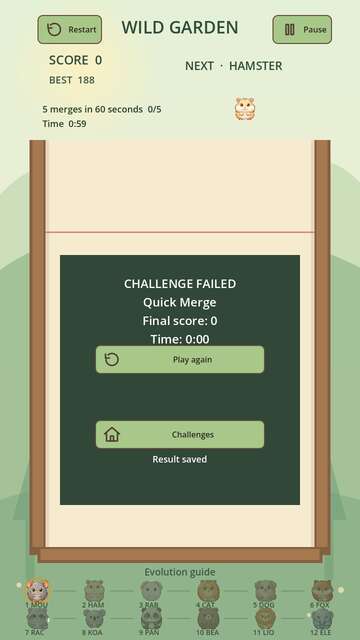 Restart
WILD GARDEN
Pause
SCORE 0
BEST 188
NEXT · HAMSTER
5 merges in 60 seconds 0/5
Time 0:59
CHALLENGE FAILED
Quick Merge
Final score: 0
Time: 0:00
Play again
Challenges
Result saved
Evolution guide
1 MOU 2 HAM 3 RAB 4 CAT 5 DOG 6 FOX
7 RAC 8 KOA 9 PAN 10 BEA 11 LIO 12 ELE